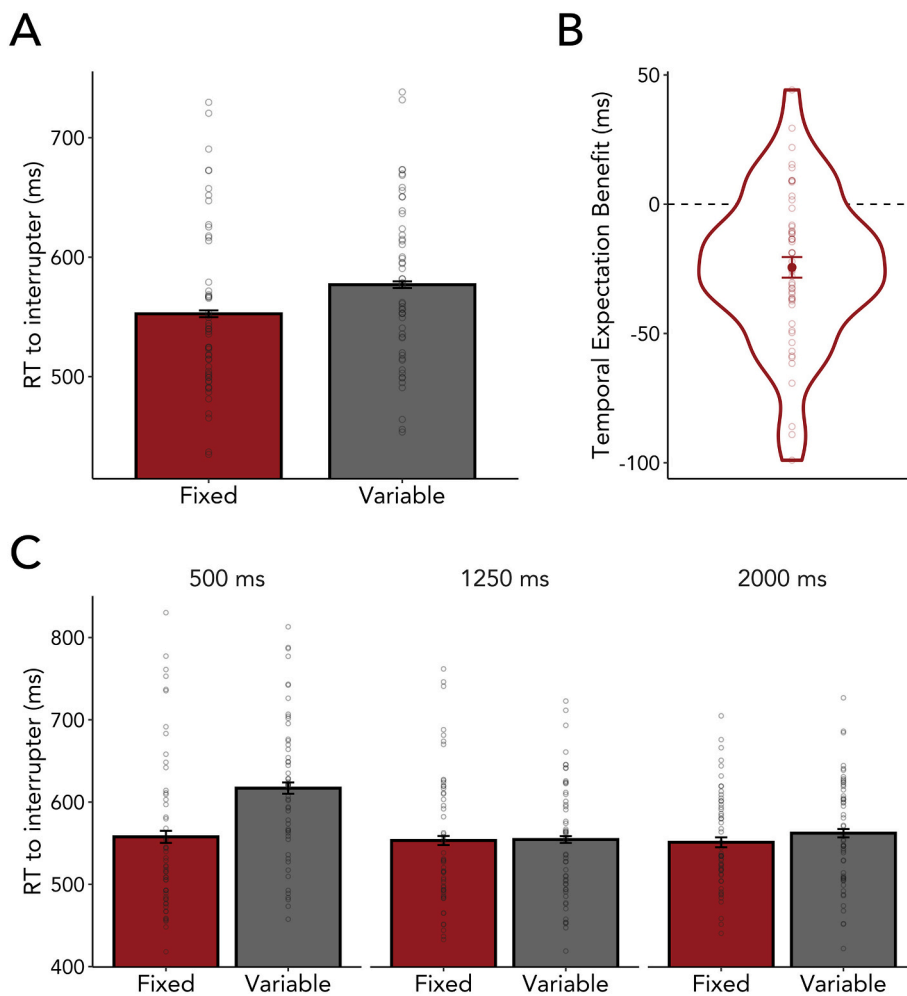 A
RT to interrupter (ms)
700
600
500
Fixed
Variable
B
Temporal Expectation Benefit (ms)
50
0
-50
-100
C
500 ms
1250 ms
2000 ms
RT to interrupter (ms)
800
700
600
500
400
Fixed
Variable
Fixed
Variable
Fixed
Variable